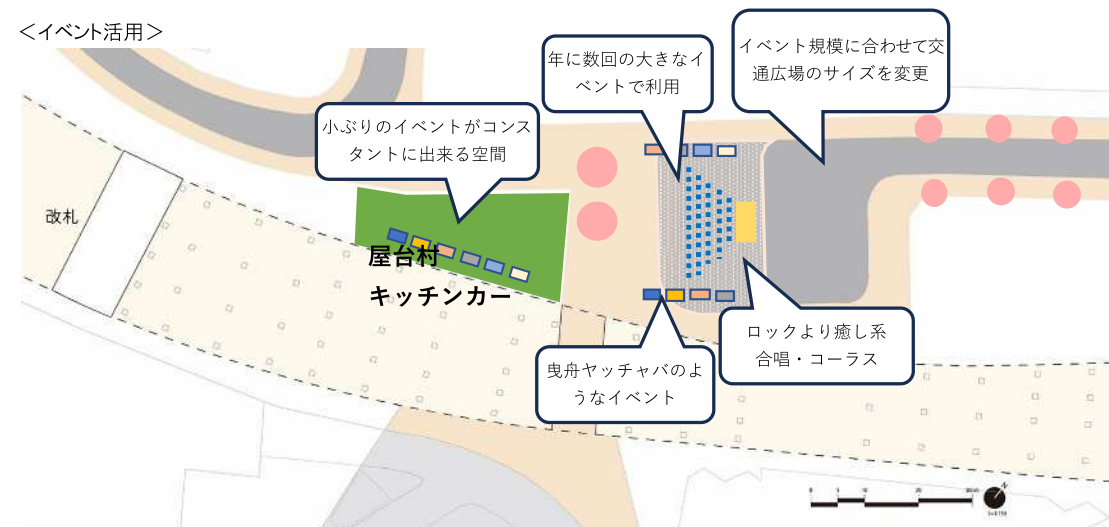 ＜イベント活用＞
年に数回の大きなイ
ベントで利用
イベント規模に合わせて交
通広場のサイズを変更
小ぶりのイベントがコンス
タントに出来る空間
改札
屋台村
キッチンカー
ロックより癒し系
合唱・コーラス
曳舟ヤッチャバのよ
うなイベント